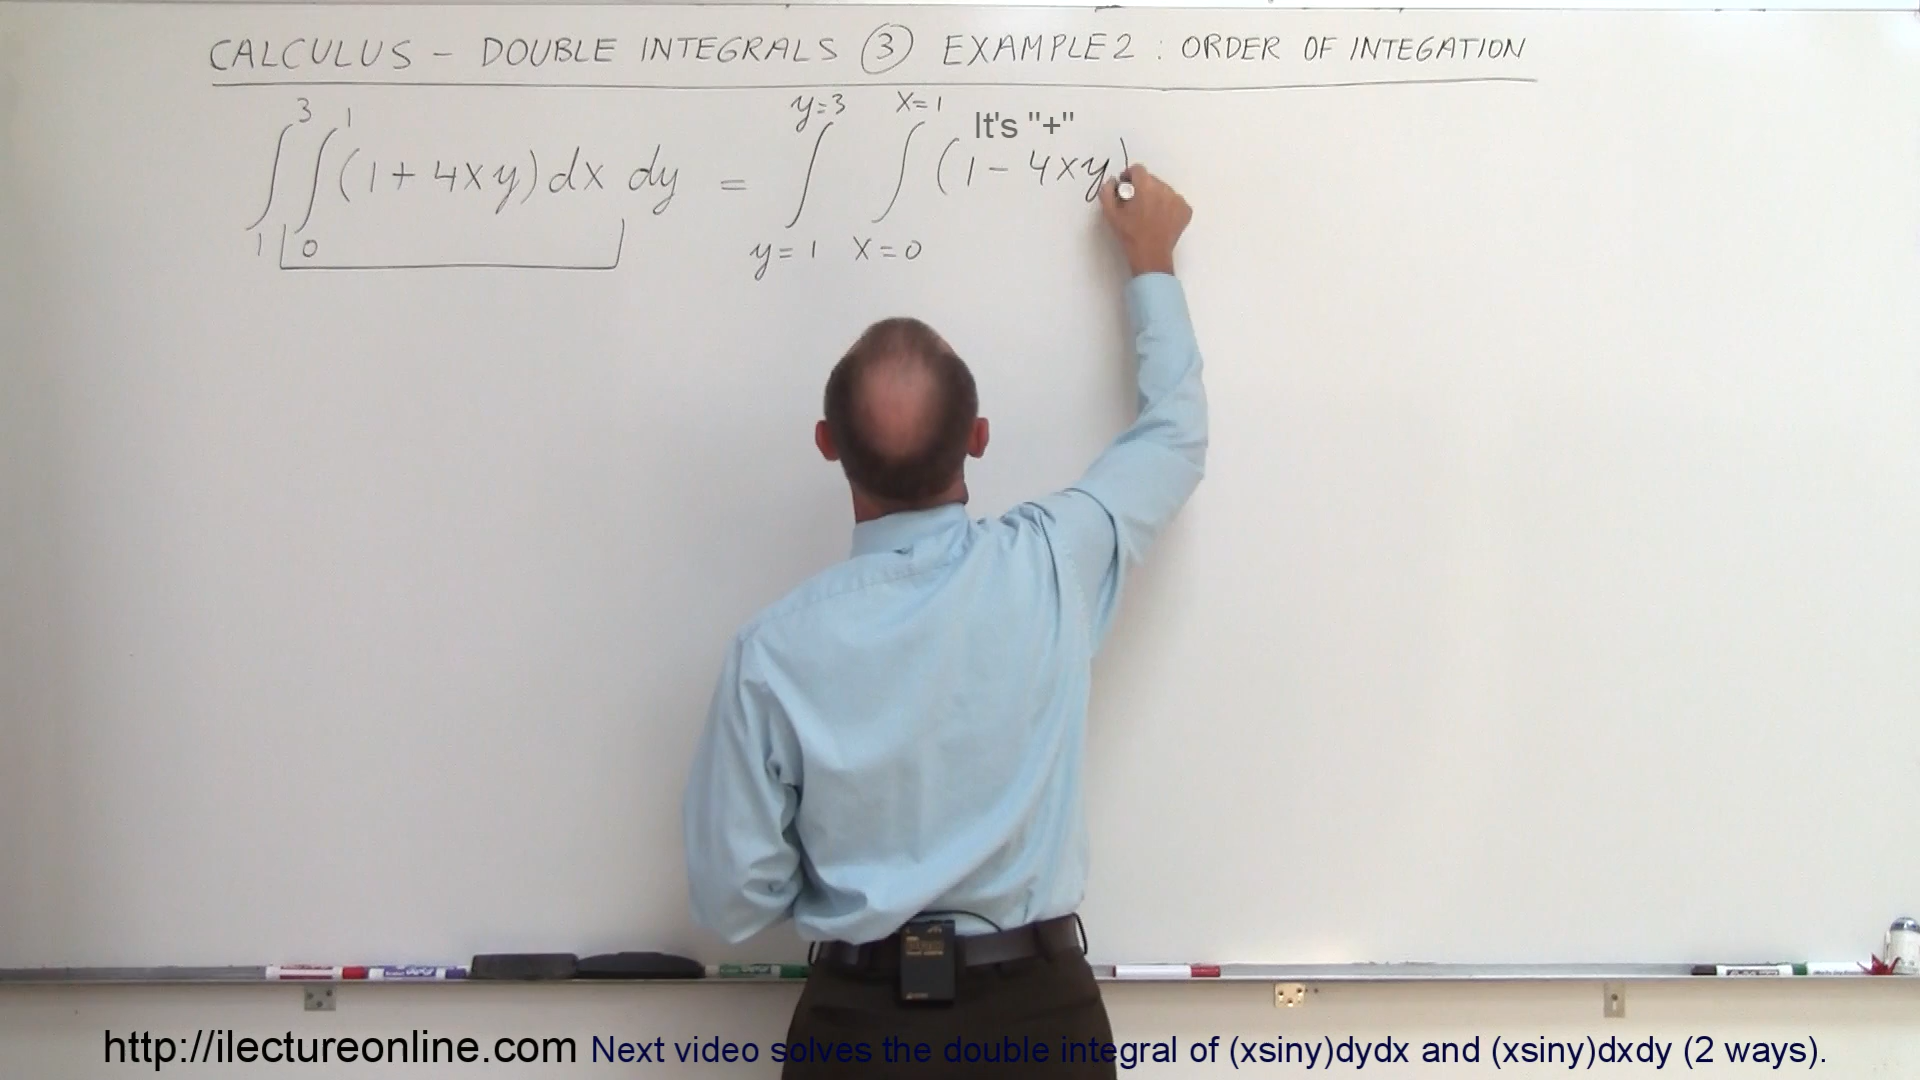 CALCULUS - DOUBLE INTEGRALS ③ EXAMPLE 2 : ORDER OF INTEGATION
3 1 y=3 x=1
It's "+"
∫∫(1+4xy)dx dy = ∫ ∫ (1-4xy)
1 0 y=1 x=0
http://ilectureonline.com Next video solves the double integral of (xsiny)dydx and (xsiny)dxdy (2 ways).